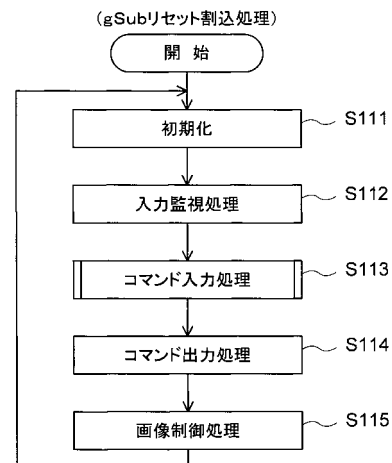 (gSubリセット割込処理)
開 始
初期化
S111
入力監視処理
S112
コマンド入力処理
S113
コマンド出力処理
S114
画像制御処理
S115